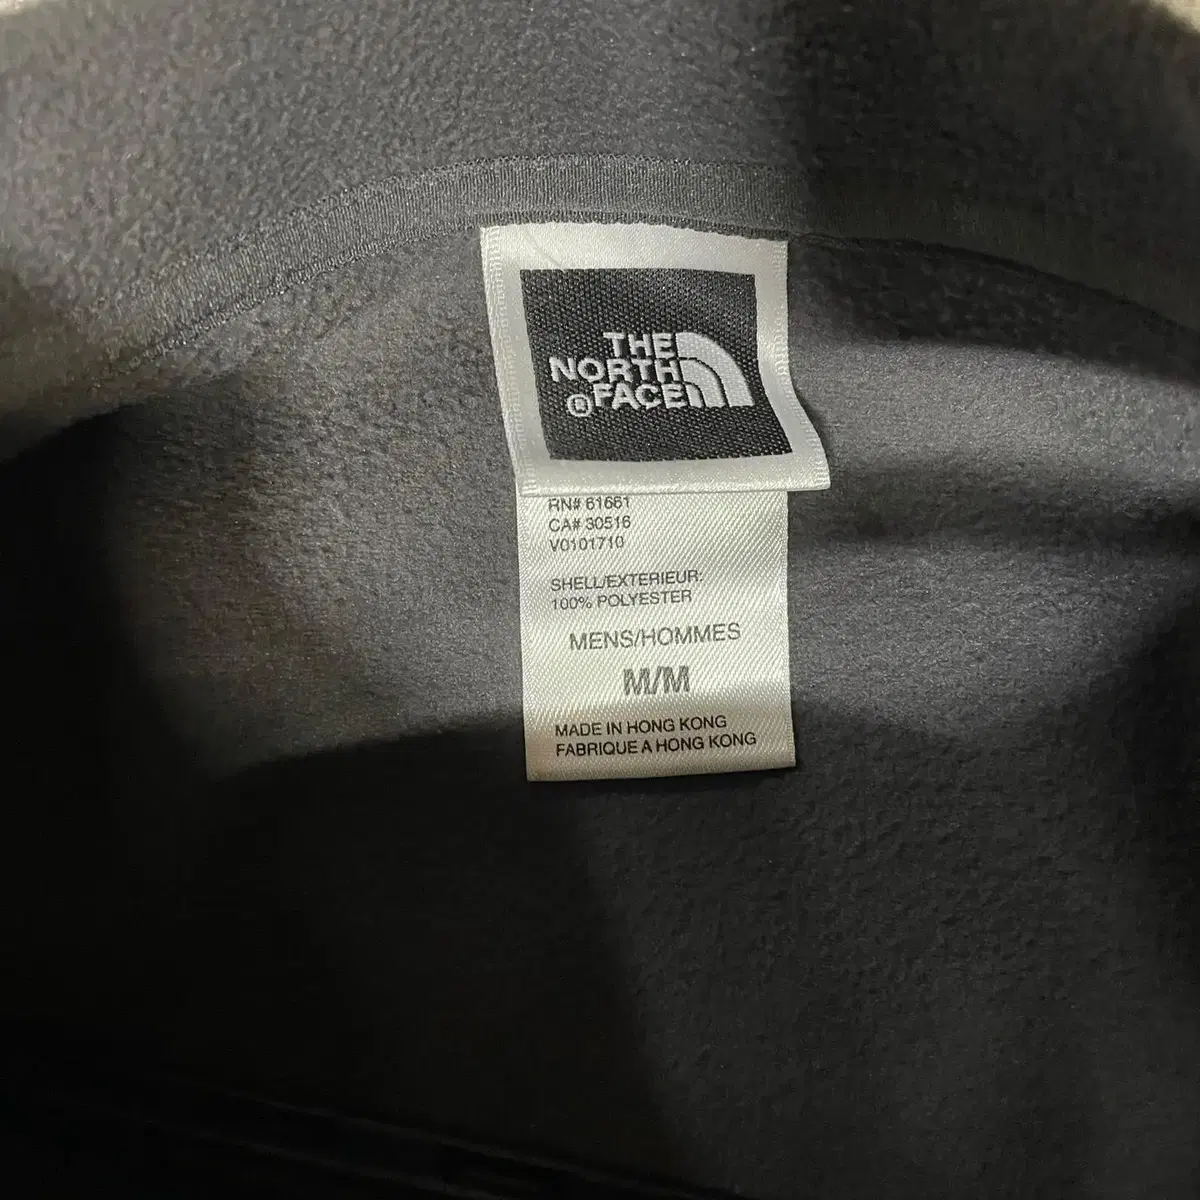 THE
NORTH
® FACE
RN# 61661
CA# 30516
V0101710
SHELL/EXTERIEUR:
100% POLYESTER
MENS/HOMMES
M/M
MADE IN HONG KONG
FABRIQUE A HONG KONG